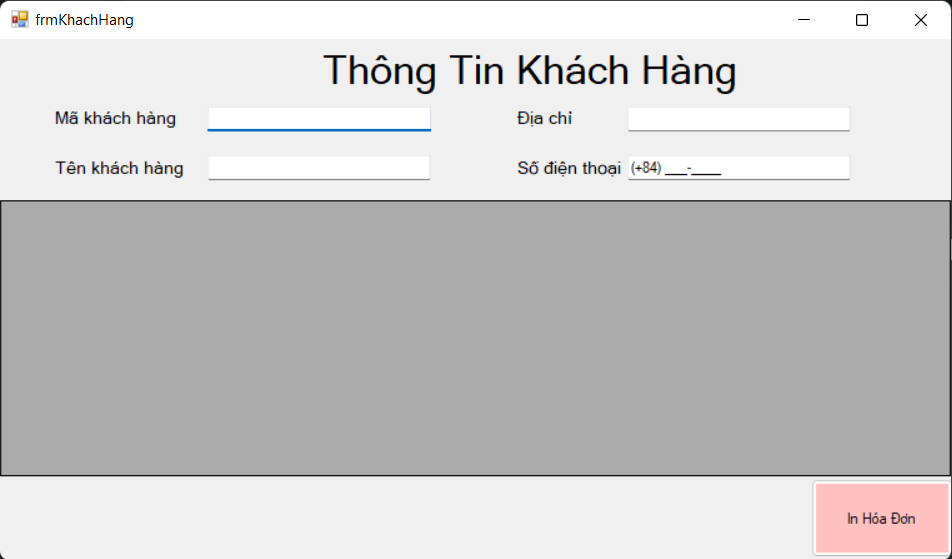 frmKhachHang
Thông Tin Khách Hàng
Mã khách hàng
Địa chỉ
Tên khách hàng
Số điện thoại (+84) ___-____
In Hóa Đơn